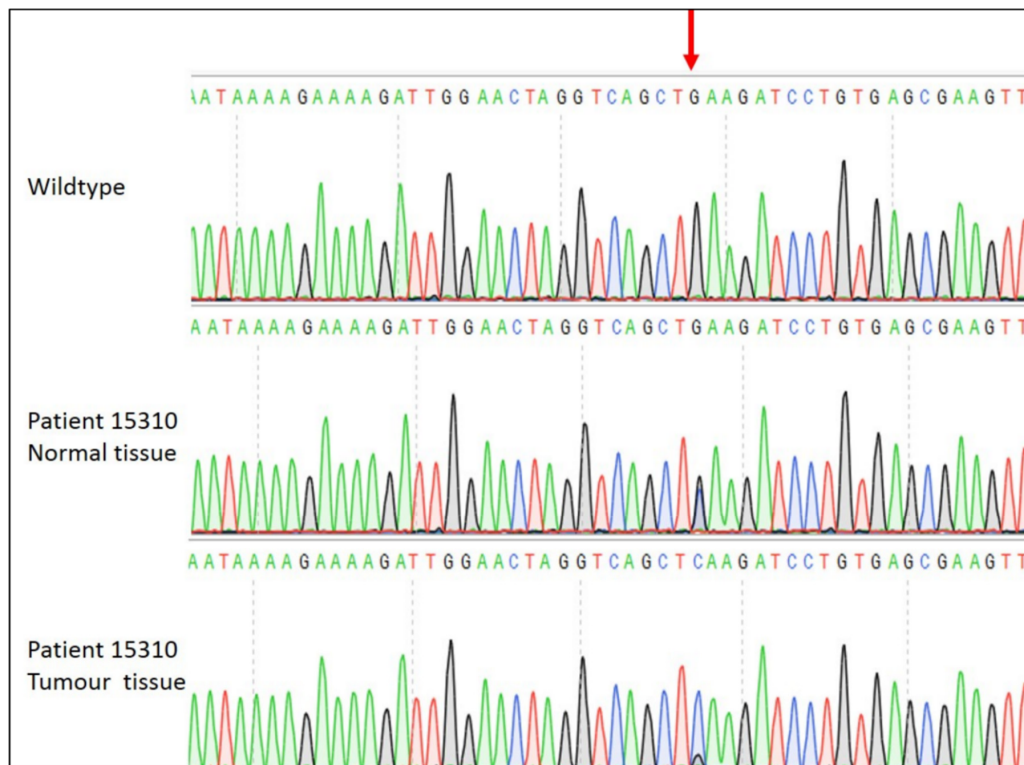 AATAAAAGAAAAGATTGGAACTAGGTCAGCTGAAGATCCTGTGAGCGAAGTT
Wildtype
AATAAAAGAAAAGATTGGAACTAGGTCAGCTGAAGATCCTGTGAGCGAAGTT
Patient 15310
Normal tissue
AATAAAAGAAAAGATTGGAACTAGGTCAGCTCAAGATCCTGTGAGCGAAGTT
Patient 15310
Tumour tissue